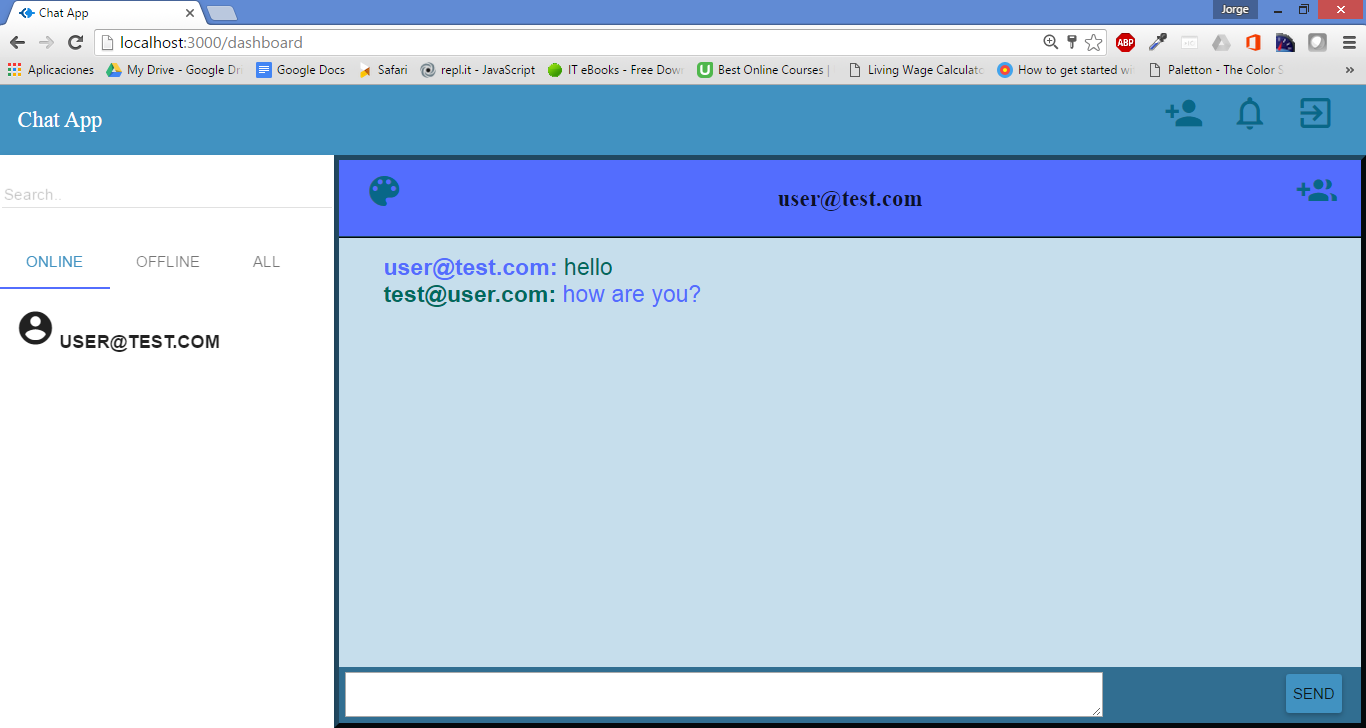 Chat App
Jorge
localhost:3000/dashboard
ABP
Aplicaciones My Drive - Google Dri Google Docs Safari repl.it - JavaScript IT eBooks - Free Down Best Online Courses | Living Wage Calculato How to get started wi Paletton - The Color S »
Chat App
Search..
user@test.com
ONLINE OFFLINE ALL
USER@TEST.COM
user@test.com: hello
test@user.com: how are you?
SEND